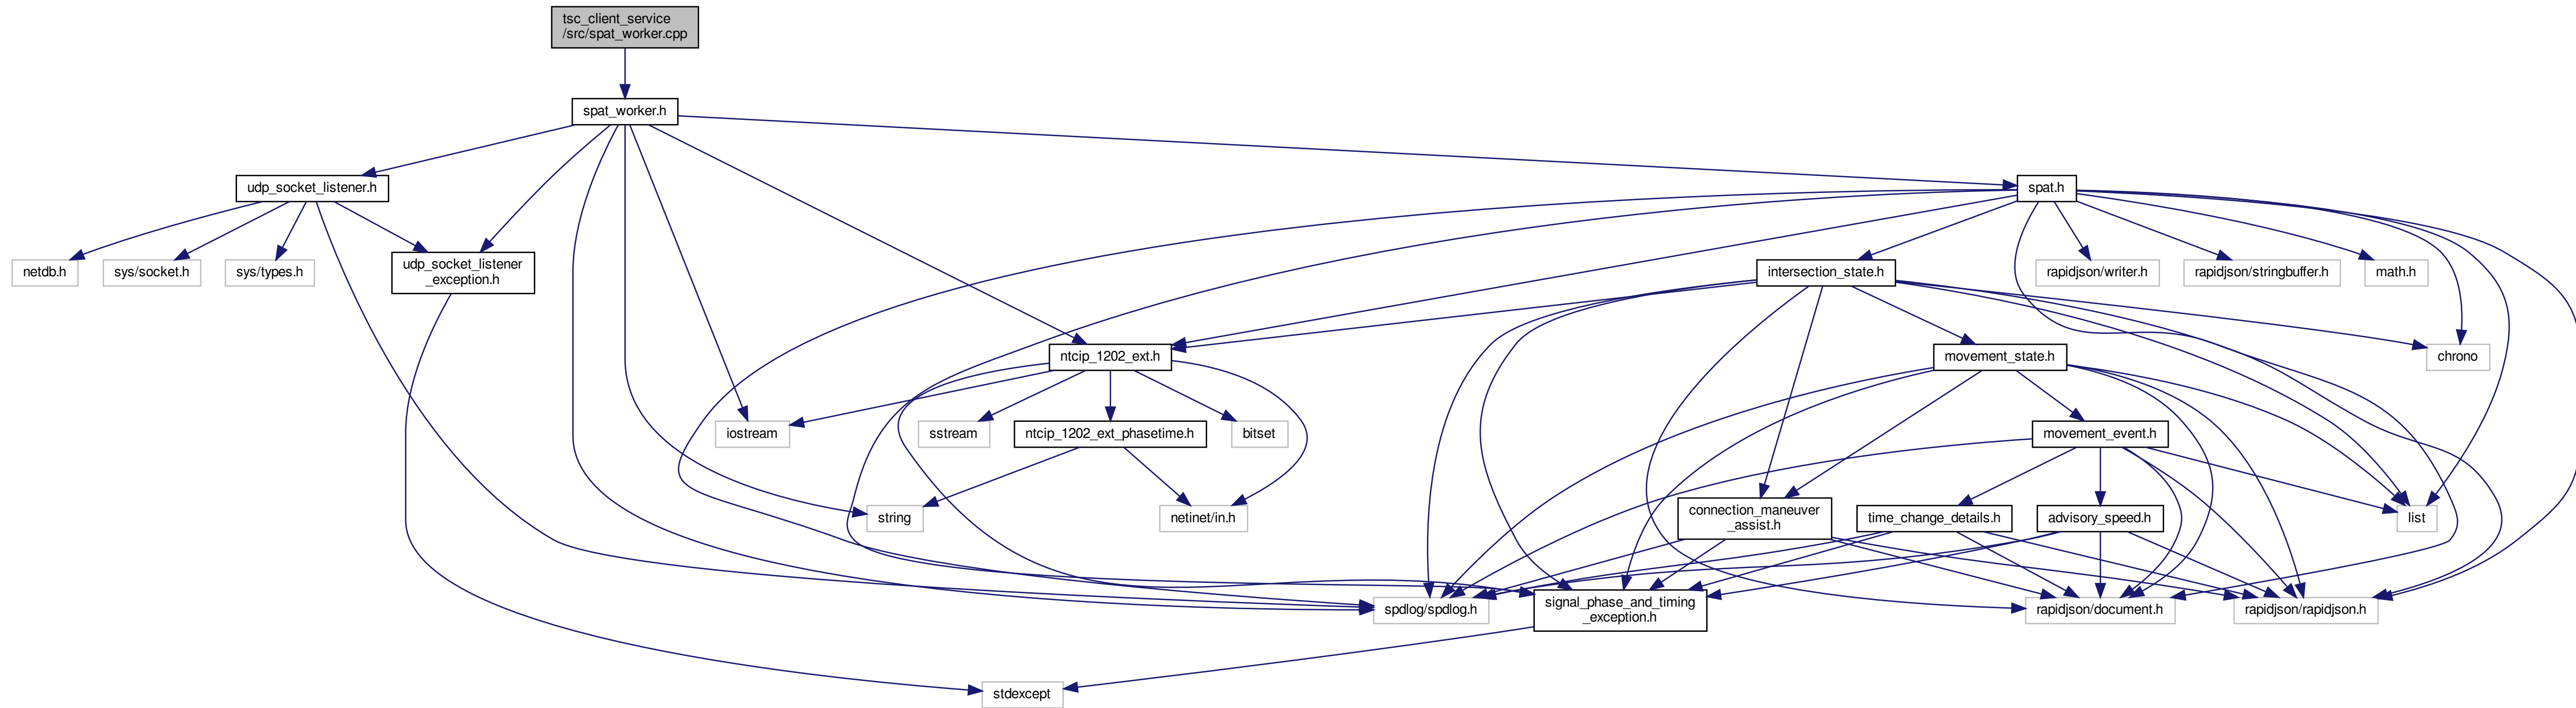 tsc_client_service
/src/spat_worker.cpp
spat_worker.h
udp_socket_listener.h
spat.h
netdb.h
sys/socket.h
sys/types.h
udp_socket_listener
_exception.h
intersection_state.h
rapidjson/writer.h
rapidjson/stringbuffer.h
math.h
ntcip_1202_ext.h
movement_state.h
chrono
iostream
sstream
ntcip_1202_ext_phasetime.h
bitset
movement_event.h
string
netinet/in.h
connection_maneuver
_assist.h
time_change_details.h
advisory_speed.h
list
spdlog/spdlog.h
signal_phase_and_timing
_exception.h
rapidjson/document.h
rapidjson/rapidjson.h
stdexcept